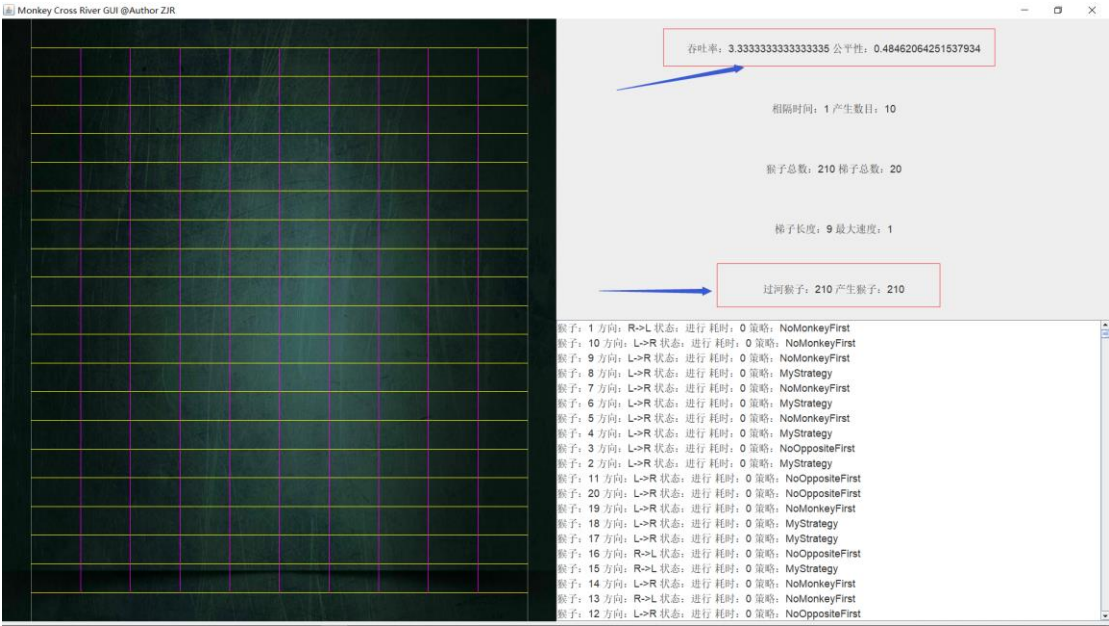 Monkey Cross River GUI @Author ZJR
吞吐率：3.3333333333333335 公平性：0.48462064251537934
相隔时间：1 产生数目：10
猴子总数：210 梯子总数：20
梯子长度：9 最大速度：1
过河猴子：210 产生猴子：210
猴子：1 方向：R->L 状态：进行 耗时：0 策略：NoMonkeyFirst
猴子：10 方向：L->R 状态：进行 耗时：0 策略：NoMonkeyFirst
猴子：9 方向：L->R 状态：进行 耗时：0 策略：NoMonkeyFirst
猴子：8 方向：L->R 状态：进行 耗时：0 策略：MyStrategy
猴子：7 方向：L->R 状态：进行 耗时：0 策略：NoMonkeyFirst
猴子：6 方向：L->R 状态：进行 耗时：0 策略：MyStrategy
猴子：5 方向：L->R 状态：进行 耗时：0 策略：NoMonkeyFirst
猴子：4 方向：L->R 状态：进行 耗时：0 策略：MyStrategy
猴子：3 方向：L->R 状态：进行 耗时：0 策略：NoOppositeFirst
猴子：2 方向：L->R 状态：进行 耗时：0 策略：MyStrategy
猴子：11 方向：L->R 状态：进行 耗时：0 策略：NoOppositeFirst
猴子：20 方向：L->R 状态：进行 耗时：0 策略：NoOppositeFirst
猴子：19 方向：L->R 状态：进行 耗时：0 策略：NoMonkeyFirst
猴子：18 方向：L->R 状态：进行 耗时：0 策略：MyStrategy
猴子：17 方向：L->R 状态：进行 耗时：0 策略：MyStrategy
猴子：16 方向：R->L 状态：进行 耗时：0 策略：NoOppositeFirst
猴子：15 方向：R->L 状态：进行 耗时：0 策略：MyStrategy
猴子：14 方向：L->R 状态：进行 耗时：0 策略：NoMonkeyFirst
猴子：13 方向：R->L 状态：进行 耗时：0 策略：NoMonkeyFirst
猴子：12 方向：L->R 状态：进行 耗时：0 策略：NoOppositeFirst